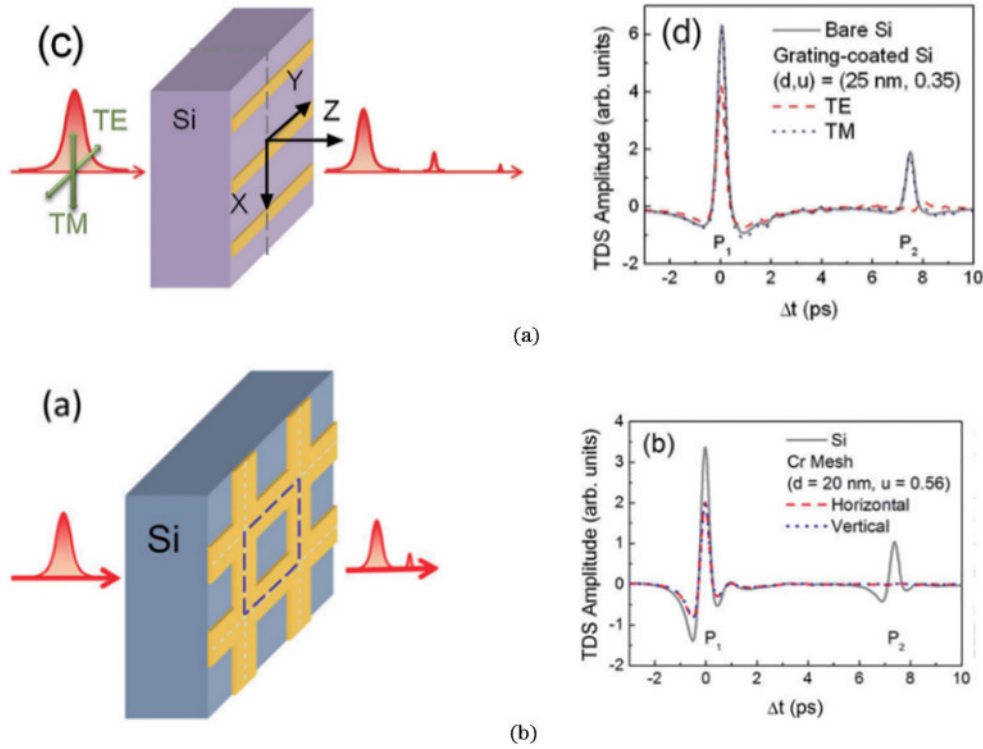 (c)
TE
TM
Si
Y
Z
X
(d)
TDS Amplitude (arb. units)
6
4
2
0
-2
Bare Si
Grating-coated Si
(d,u) = (25 nm, 0.35)
TE
TM
P1
P2
-2 0 2 4 6 8 10
Δt (ps)
(a)
(a)
Si
(b)
TDS Amplitude (arb. units)
4
3
2
1
0
-1
-2
Si
Cr Mesh
(d = 20 nm, u = 0.56)
Horizontal
Vertical
P1
P2
-2 0 2 4 6 8 10
Δt (ps)
(b)